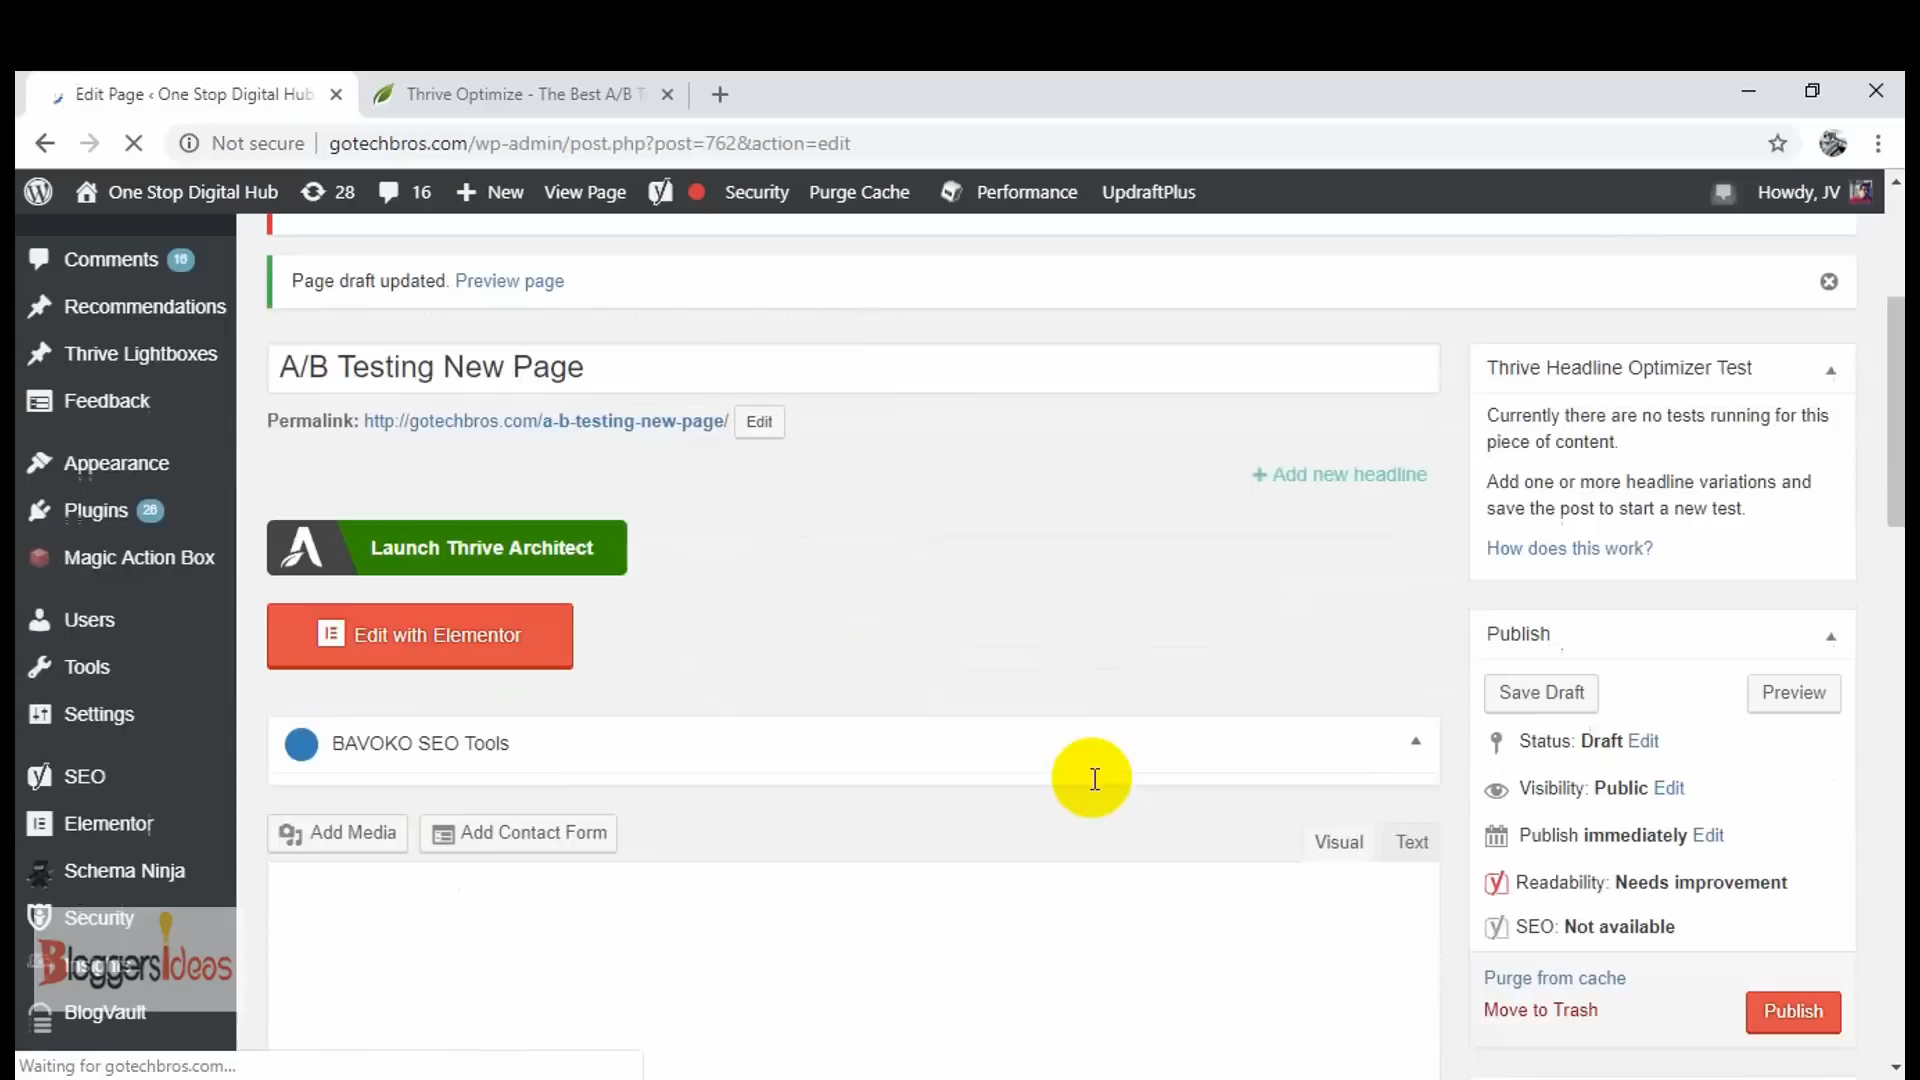 Edit Page ‹ One Stop Digital Hub
Thrive Optimize - The Best A/B T
Not secure
gotechbros.com/wp-admin/post.php?post=762&action=edit
One Stop Digital Hub
28
16
New
View Page
Security
Purge Cache
Performance
UpdraftPlus
Howdy, JV
Comments 16
Recommendations
Thrive Lightboxes
Feedback
Appearance
Plugins 26
Magic Action Box
Users
Tools
Settings
SEO
Elementor
Schema Ninja
Security
Insights
BloggersIdeas
BlogVault
Waiting for gotechbros.com...
Page draft updated. Preview page
A/B Testing New Page
Permalink: http://gotechbros.com/a-b-testing-new-page/ Edit
+ Add new headline
Launch Thrive Architect
Edit with Elementor
BAVOKO SEO Tools
Add Media
Add Contact Form
Visual
Text
Thrive Headline Optimizer Test
Currently there are no tests running for this
piece of content.
Add one or more headline variations and
save the post to start a new test.
How does this work?
Publish
Save Draft
Preview
Status: Draft Edit
Visibility: Public Edit
Publish immediately Edit
Readability: Needs improvement
SEO: Not available
Purge from cache
Move to Trash
Publish